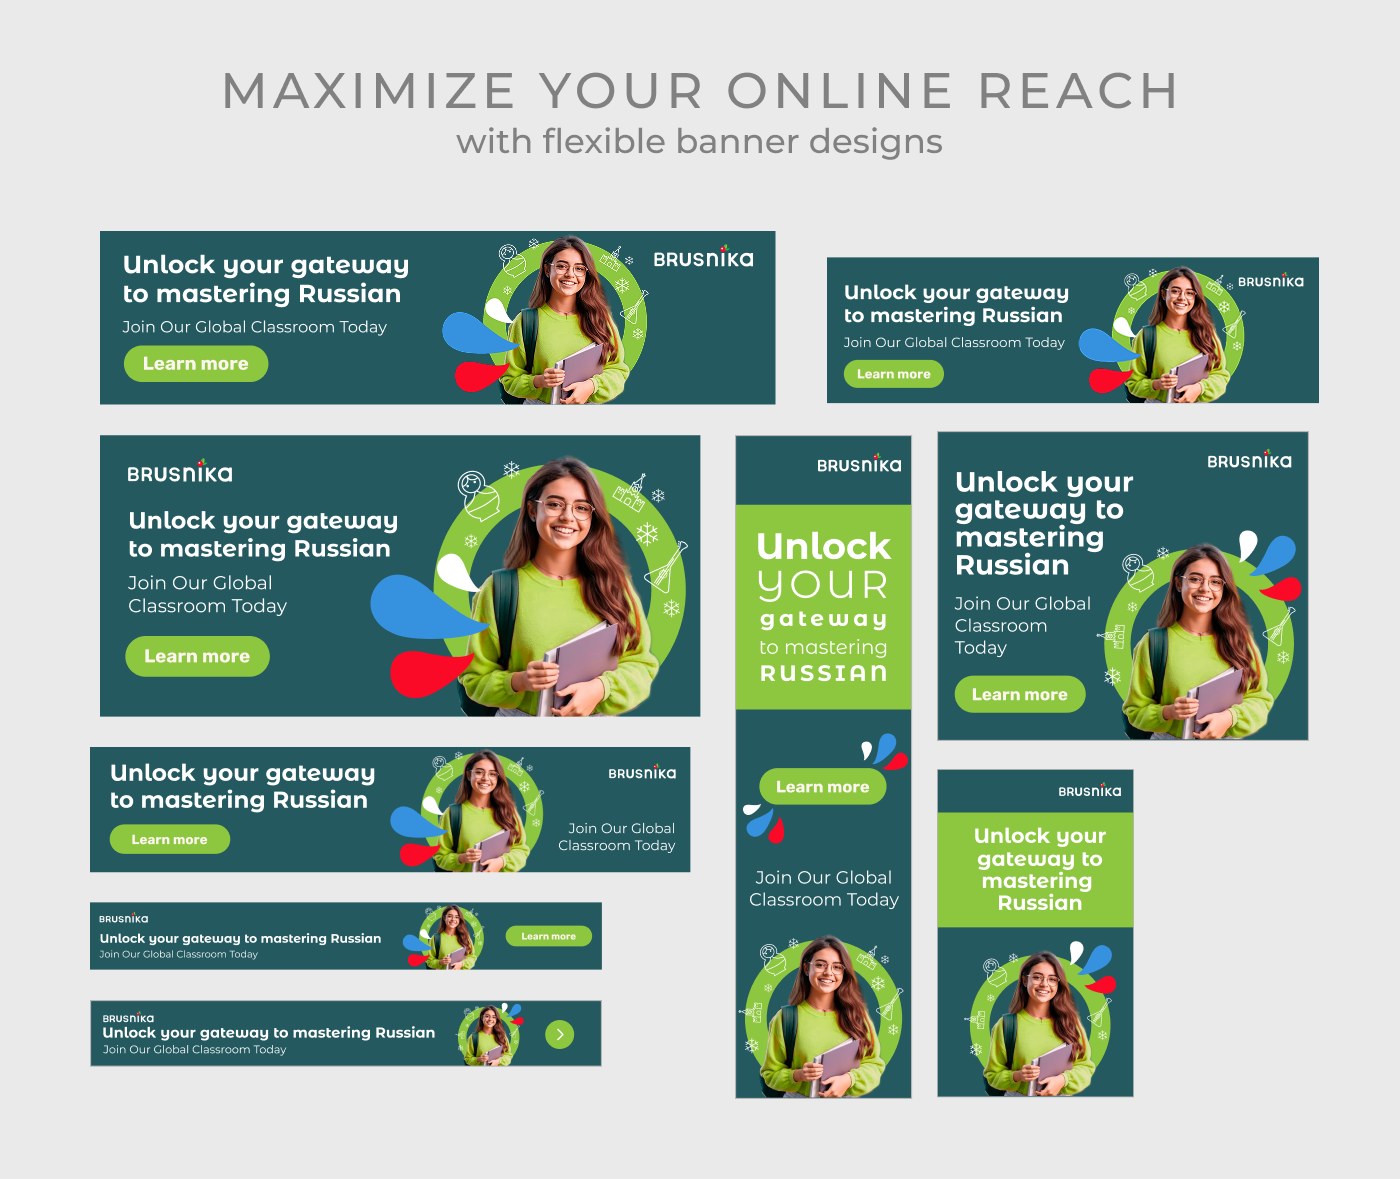 MAXIMIZE YOUR ONLINE REACH
with flexible banner designs
Unlock your gateway
to mastering Russian
Join Our Global Classroom Today
Learn more
BRUSNIKA
Unlock your gateway
to mastering Russian
Join Our Global Classroom Today
Learn more
BRUSNIKA
BRUSNIKA
Unlock your gateway
to mastering Russian
Join Our Global
Classroom Today
Learn more
BRUSNIKA
Unlock
YOUR
gateway
to mastering
RUSSIAN
Learn more
Join Our Global
Classroom Today
BRUSNIKA
Unlock your
gateway to
mastering
Russian
Join Our Global
Classroom
Today
Learn more
Unlock your gateway
to mastering Russian
Learn more
BRUSNIKA
Join Our Global
Classroom Today
BRUSNIKA
Unlock your
gateway to
mastering
Russian
BRUSNIKA
Unlock your gateway to mastering Russian
Join Our Global Classroom Today
Learn more
BRUSNIKA
Unlock your gateway to mastering Russian
Join Our Global Classroom Today